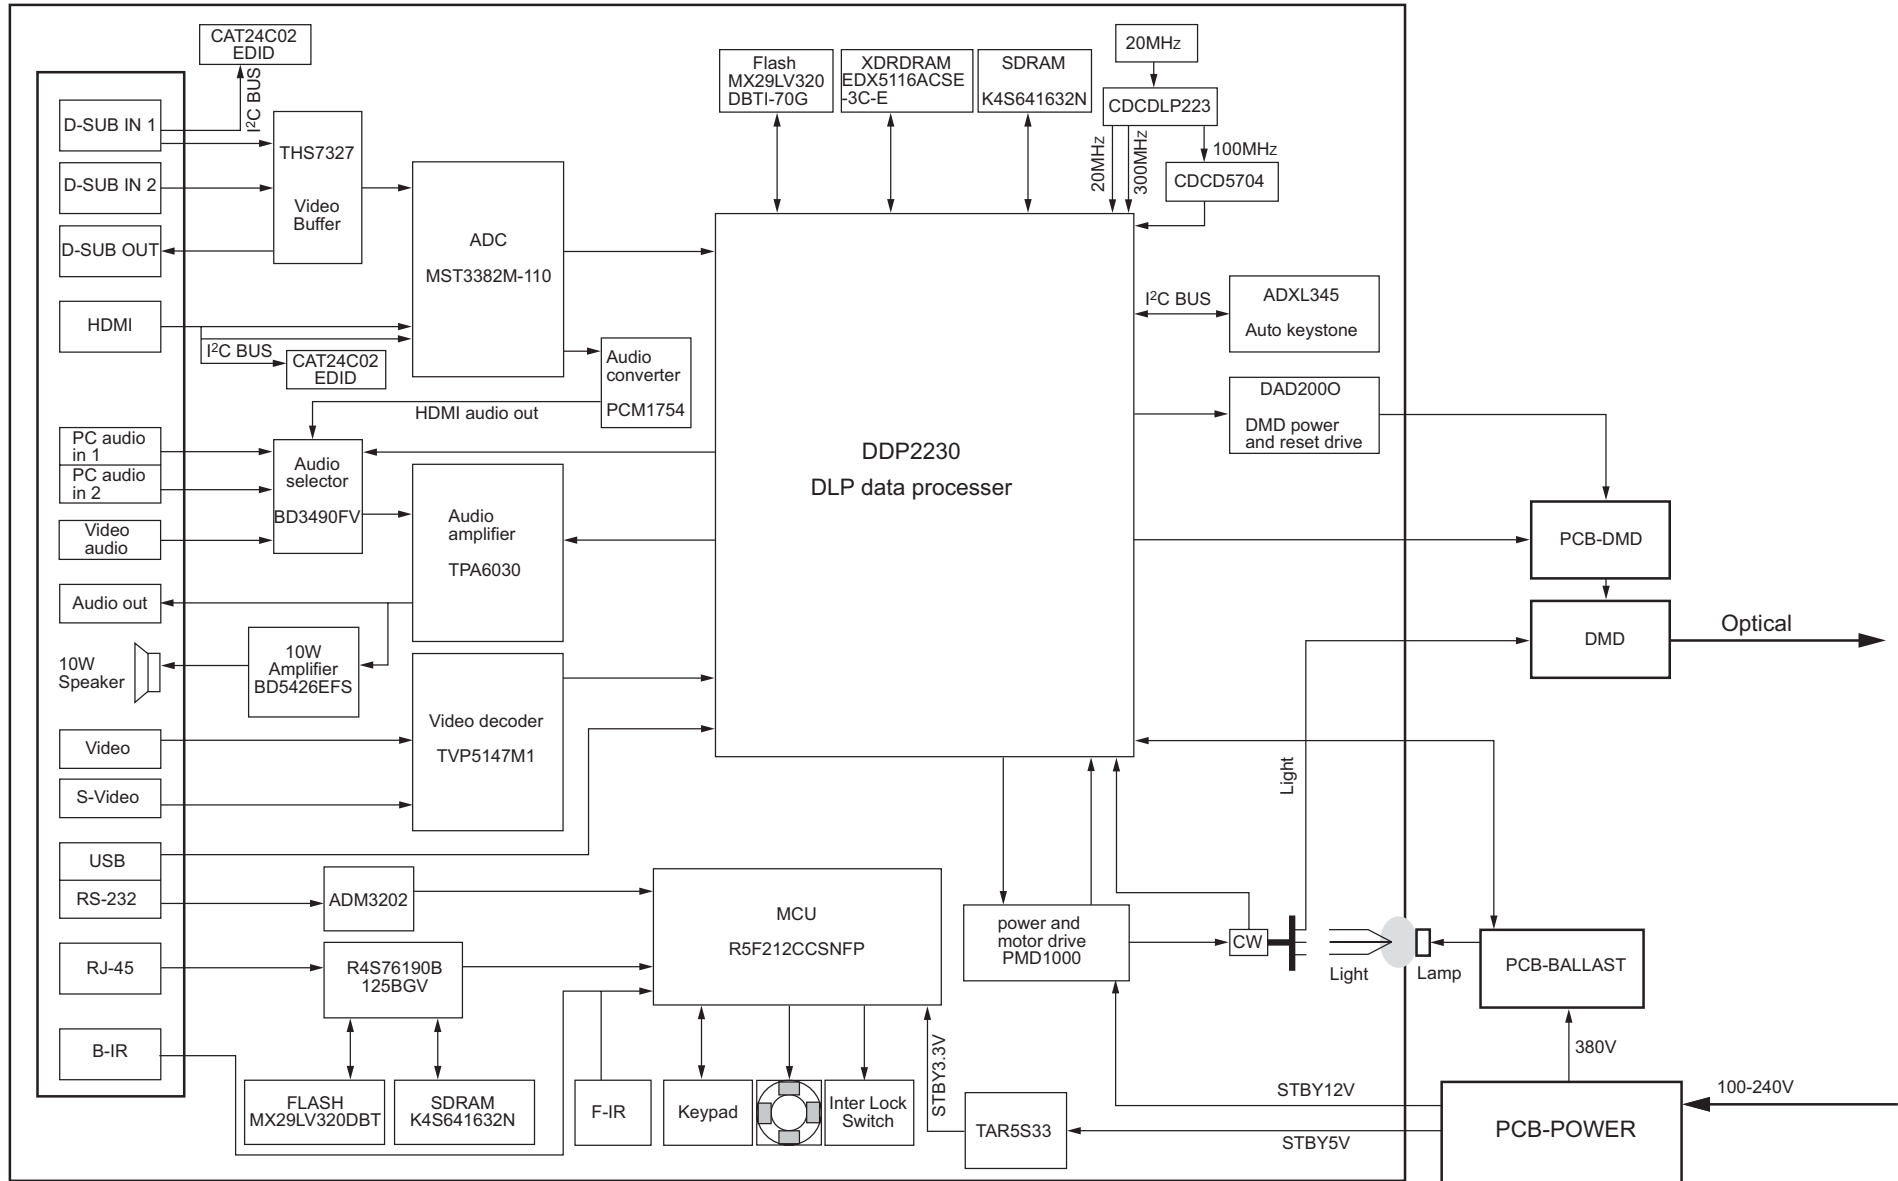 CAT24C02
EDID
I²C BUS
D-SUB IN 1
D-SUB IN 2
D-SUB OUT
THS7327
Video
Buffer
HDMI
I²C BUS
CAT24C02
EDID
ADC
MST3382M-110
Audio
converter
PCM1754
HDMI audio out
PC audio
in 1
PC audio
in 2
Video
audio
Audio
selector
BD3490FV
Audio
amplifier
TPA6030
Audio out
10W
Speaker
10W
Amplifier
BD5426EFS
Video
S-Video
Video decoder
TVP5147M1
USB
RS-232
ADM3202
RJ-45
R4S76190B
125BGV
B-IR
FLASH
MX29LV320DBT
SDRAM
K4S641632N
F-IR
Keypad
Inter Lock
Switch
MCU
R5F212CCSNFP
STBY3.3V
TAR5S33
Flash
MX29LV320
DBTI-70G
XDRDRAM
EDX5116ACSE
-3C-E
SDRAM
K4S641632N
20MHz
CDCDLP223
20MHz
300MHz
100MHz
CDCD5704
DDP2230
DLP data processer
I²C BUS
ADXL345
Auto keystone
DAD200O
DMD power
and reset drive
PCB-DMD
DMD
Optical
Light
power and
motor drive
PMD1000
CW
Light
Lamp
PCB-BALLAST
380V
STBY12V
STBY5V
PCB-POWER
100-240V